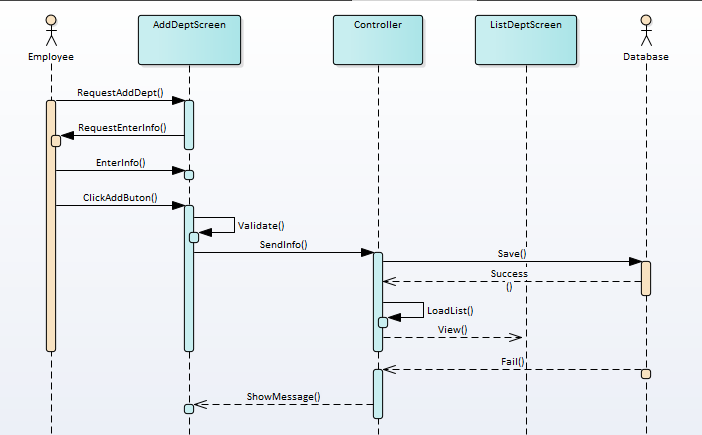 AddDeptScreen
Controller
ListDeptScreen
Employee
Database
RequestAddDept()
RequestEnterInfo()
EnterInfo()
ClickAddButon()
Validate()
SendInfo()
Save()
Success
()
LoadList()
View()
Fail()
ShowMessage()